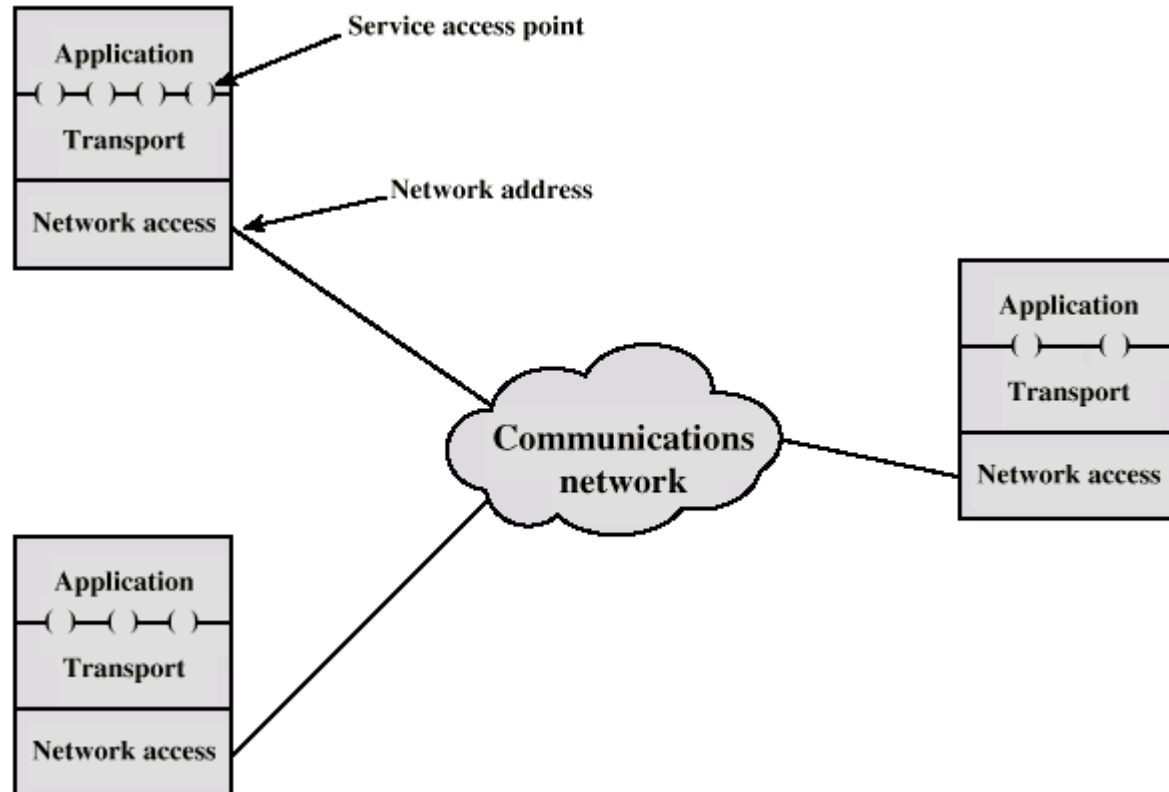 Service access point
Application
Transport
Network address
Network access
Application
Transport
Communications
network
Network access
Application
Transport
Network access